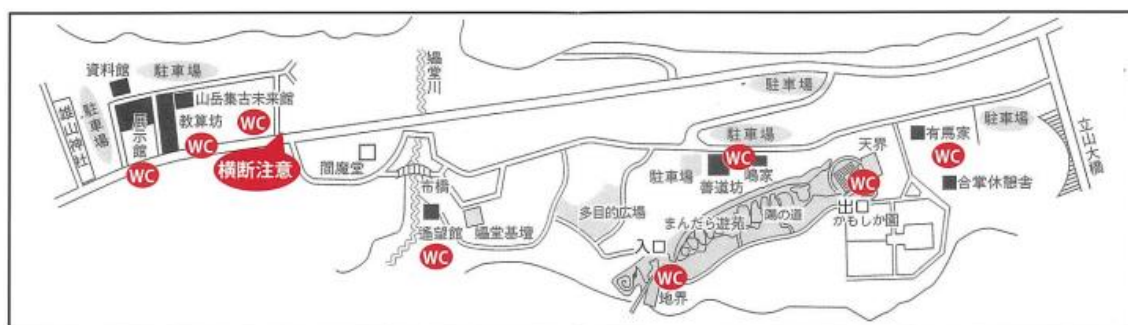 資料館
駐車場
山岳集古未来館
駐車場
雄山神社
展示館
教算坊
WC
WC
WC
横断注意
閻魔堂
媼堂川
布橋
遙望館
WC
媼堂基壇
多目的広場
駐車場
駐車場
WC
善道坊
嶋家
駐車場
天界
WC
出口
かもしか園
まんだら遊苑
陽の道
入口
WC
地界
有馬家
WC
合掌休憩舎
駐車場
立山大橋